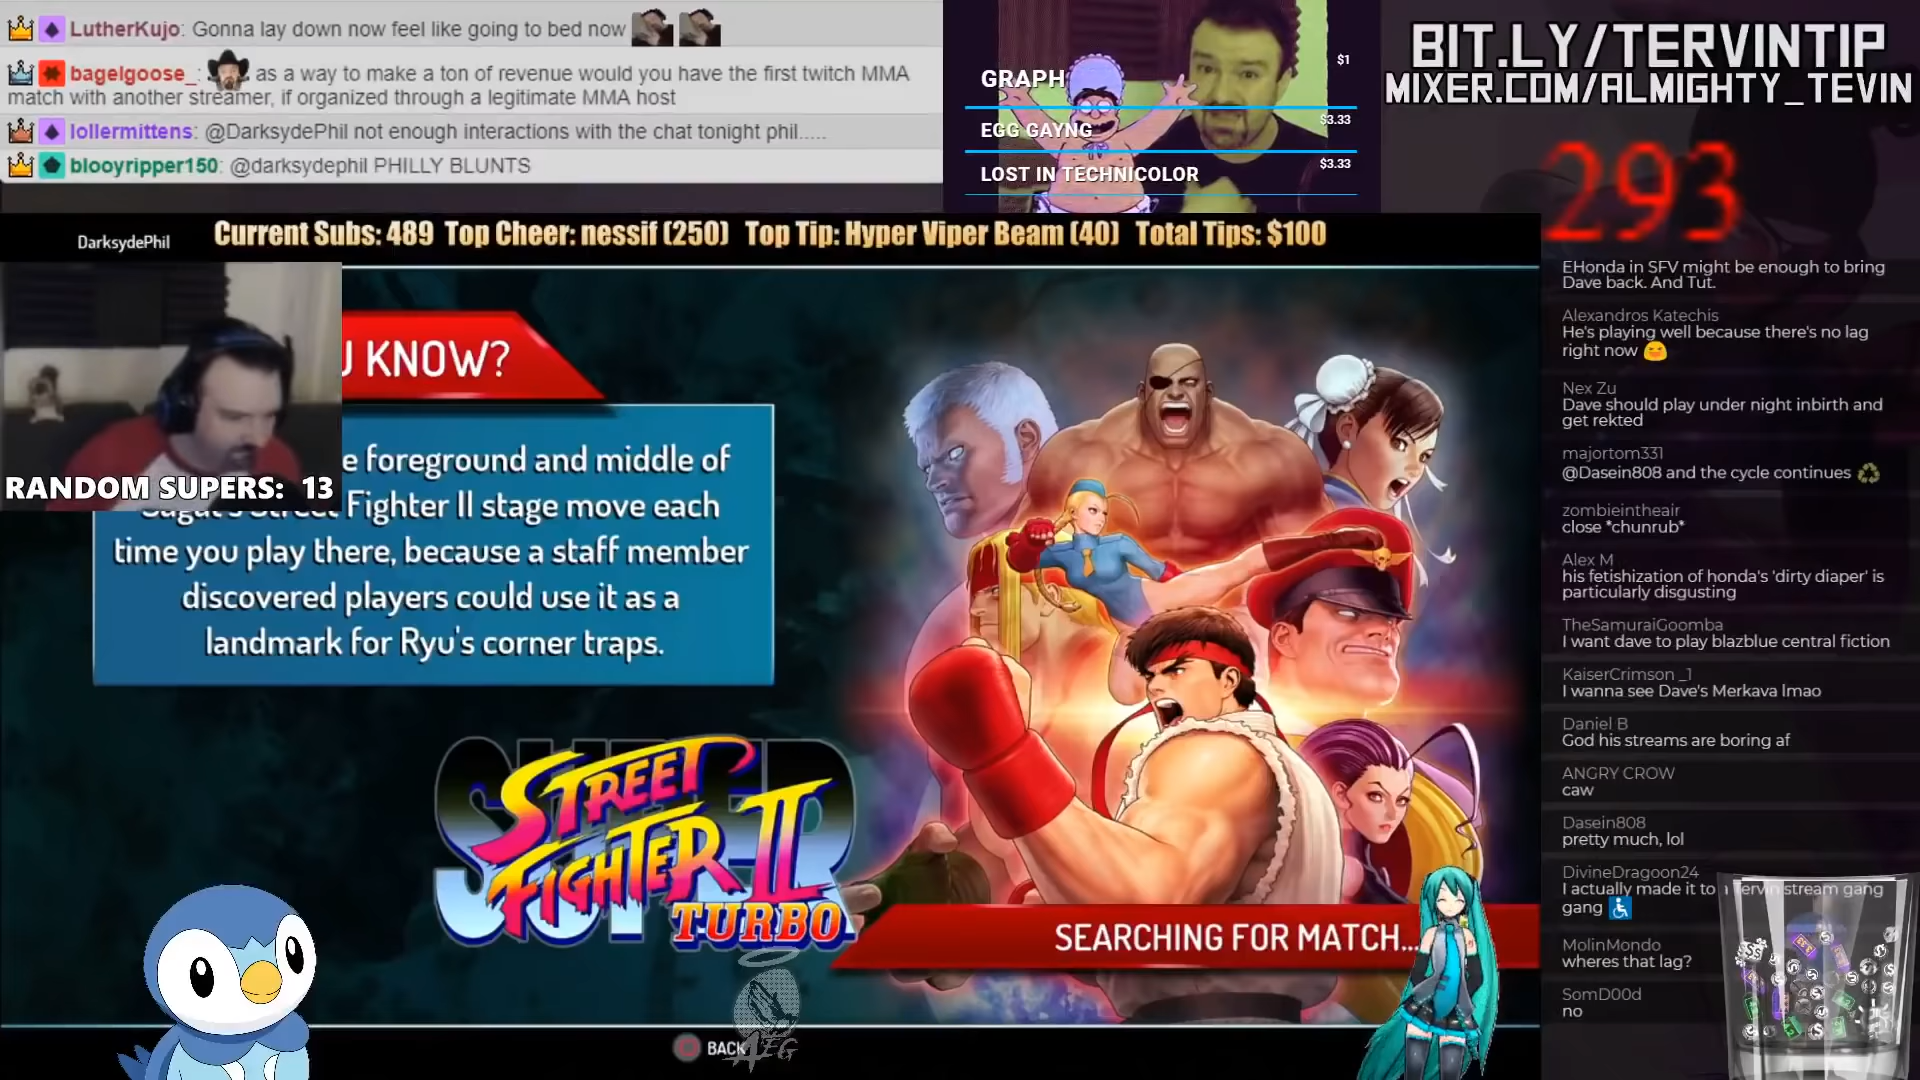 LutherKujo: Gonna lay down now feel like going to bed now
bagelgoose_: as a way to make a ton of revenue would you have the first twitch MMA
match with another streamer, if organized through a legitimate MMA host
lollermittens: @DarksydePhil not enough interactions with the chat tonight phil.....
blooyripper150: @darksydephil PHILLY BLUNTS
GRAPH $1
EGG GAYNG $3.33
LOST IN TECHNICOLOR $3.33
BIT.LY/TERVINTIP
MIXER.COM/ALMIGHTY_TEVIN
293
DarksydePhil
Current Subs: 489 Top Cheer: nessif (250) Top Tip: Hyper Viper Beam (40) Total Tips: $100
U KNOW?
e foreground and middle of
RANDOM SUPERS: 13
Sagat's Street Fighter II stage move each
time you play there, because a staff member
discovered players could use it as a
landmark for Ryu's corner traps.
SUPER
STREET
FIGHTER II
TURBO
SEARCHING FOR MATCH...
BACK
AEG
EHonda in SFV might be enough to bring
Dave back. And Tut.
Alexandros Katechis
He's playing well because there's no lag
right now
Nex Zu
Dave should play under night inbirth and
get rekted
majortom331
@Dasein808 and the cycle continues
zombieintheair
close *chunrub*
Alex M
his fetishization of honda's 'dirty diaper' is
particularly disgusting
TheSamuraiGoomba
I want dave to play blazblue central fiction
KaiserCrimson _1
I wanna see Dave's Merkava lmao
Daniel B
God his streams are boring af
ANGRY CROW
caw
Dasein808
pretty much, lol
DivineDragoon24
I actually made it to a Tervin stream gang
gang
MolinMondo
wheres that lag?
SomD00d
no